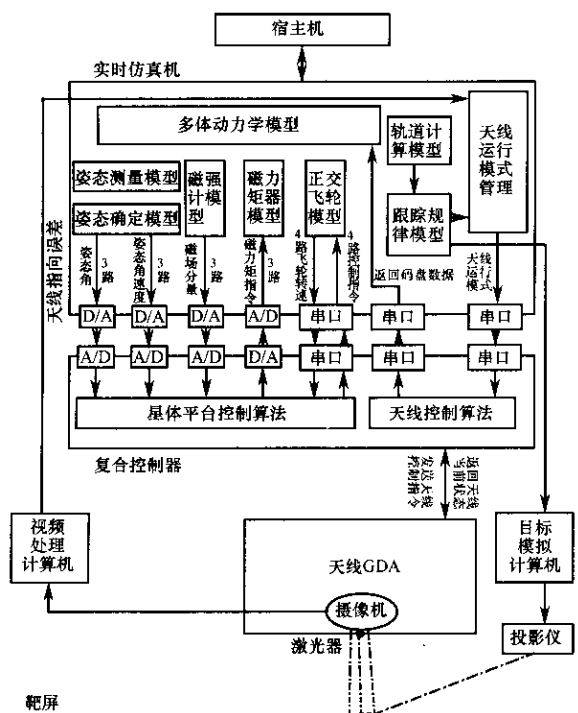 宿主机
实时仿真机
多体动力学模型
轨道计
算模型
天线
运行
模式
管理
姿态测量模型
姿态确定模型
磁强
计模
型
磁力
矩器
模型
正交
飞轮
模型
跟踪规
律模型
天线指向误差
姿态角
3路
姿态角速度
3路
磁场分量
3路
磁力矩指令
3路
4路飞轮转速
4路控制指令
返回码盘数据
天线运行模式
D/A
D/A
D/A
A/D
串口
串口
串口
A/D
A/D
A/D
D/A
串口
串口
串口
星体平台控制算法
天线控制算法
复合控制器
发送天线
控制指令
返回天线
当前状态
视频
处理
计算机
天线GDA
摄像机
激光器
目标
模拟
计算机
投影仪
靶屏